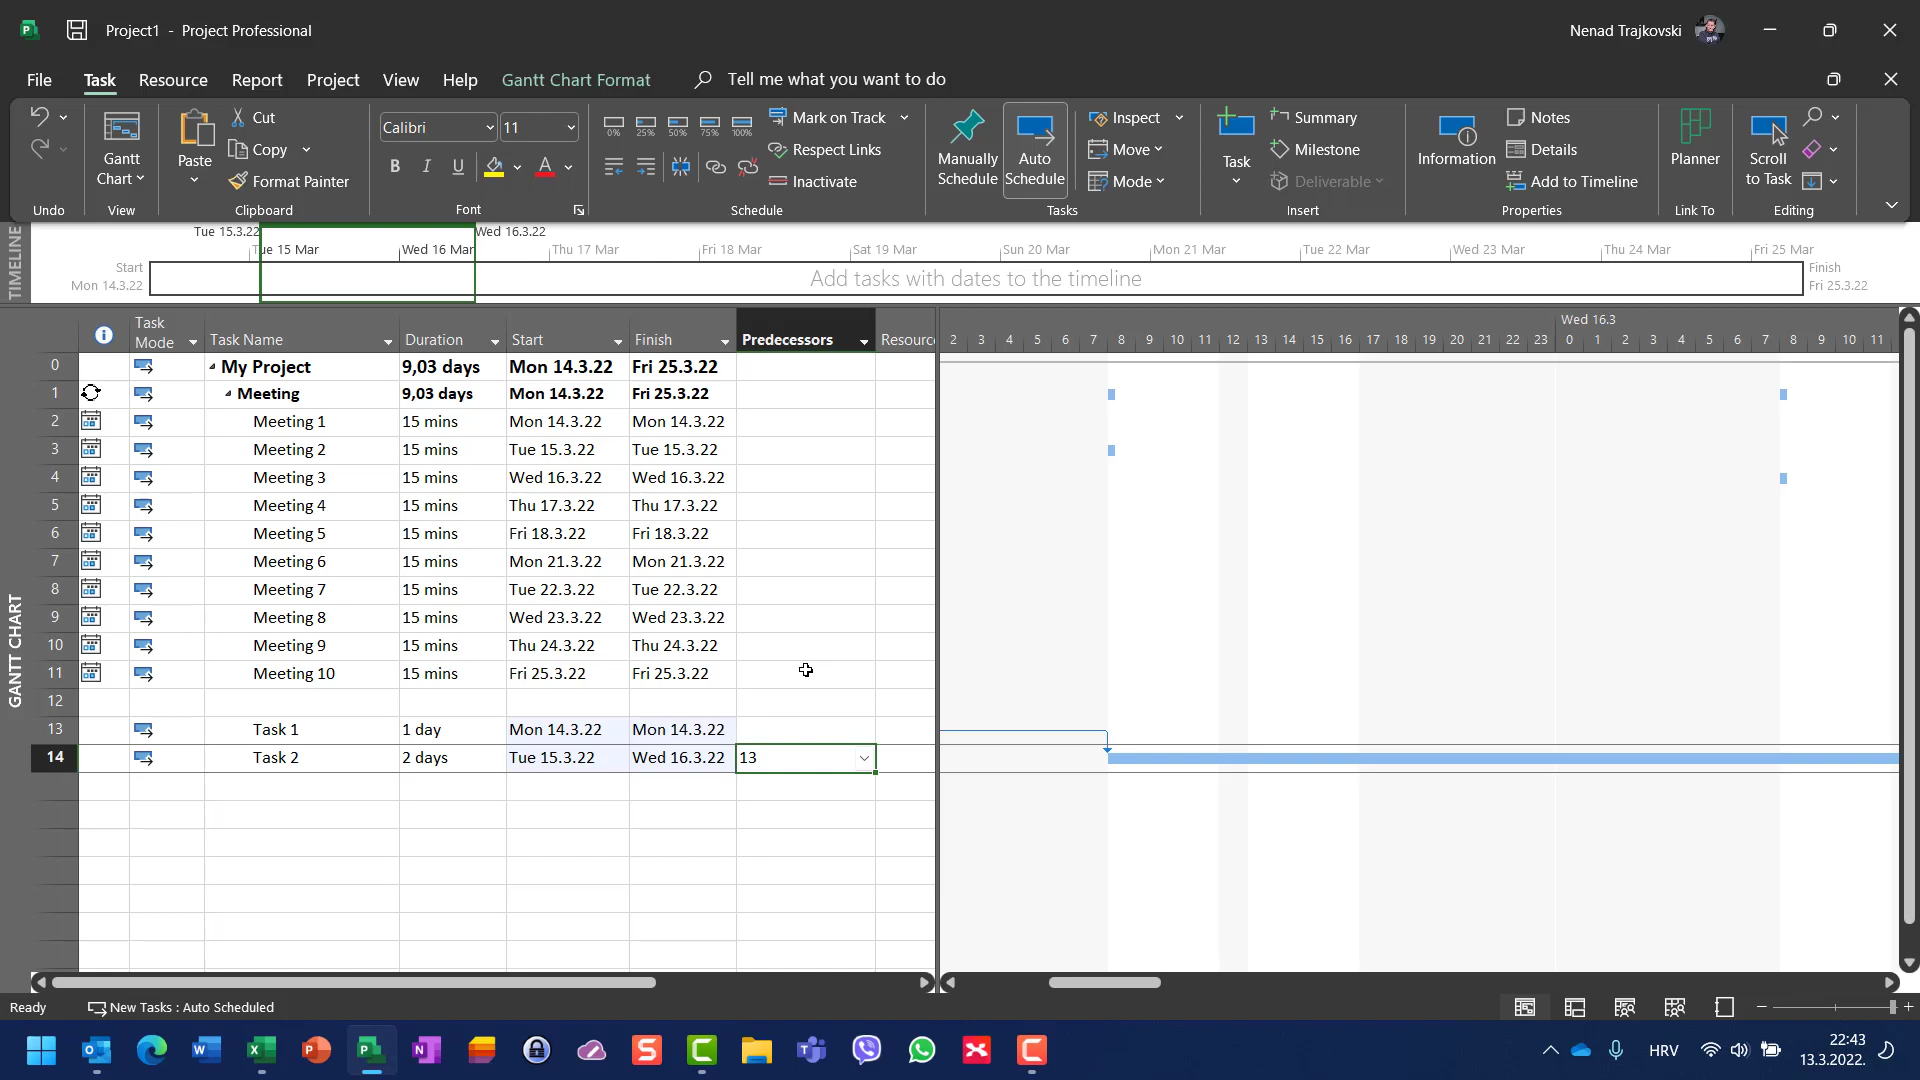 Project1 - Project Professional
Nenad Trajkovski
File Task Resource Report Project View Help Gantt Chart Format Tell me what you want to do
Undo
Gantt
Chart
View
Paste
Cut
Copy
Format Painter
Clipboard
Calibri 11
B I U A
Font
0% 25% 50% 75% 100%
Mark on Track
Respect Links
Inactivate
Schedule
Manually
Schedule
Auto
Schedule
Inspect
Move
Mode
Tasks
Task
Summary
Milestone
Deliverable
Insert
Information
Notes
Details
Add to Timeline
Properties
Planner
Link To
Scroll
to Task
Editing
TIMELINE
Tue 15.3.22 Wed 16.3.22
Tue 15 Mar Wed 16 Mar Thu 17 Mar Fri 18 Mar Sat 19 Mar Sun 20 Mar Mon 21 Mar Tue 22 Mar Wed 23 Mar Thu 24 Mar Fri 25 Mar
Start
Mon 14.3.22
Add tasks with dates to the timeline
Finish
Fri 25.3.22
GANTT CHART
Task
Mode
Task Name Duration Start Finish Predecessors Resourc
Wed 16.3
2 3 4 5 6 7 8 9 10 11 12 13 14 15 16 17 18 19 20 21 22 23 0 1 2 3 4 5 6 7 8 9 10 11
0 My Project 9,03 days Mon 14.3.22 Fri 25.3.22
1 Meeting 9,03 days Mon 14.3.22 Fri 25.3.22
2 Meeting 1 15 mins Mon 14.3.22 Mon 14.3.22
3 Meeting 2 15 mins Tue 15.3.22 Tue 15.3.22
4 Meeting 3 15 mins Wed 16.3.22 Wed 16.3.22
5 Meeting 4 15 mins Thu 17.3.22 Thu 17.3.22
6 Meeting 5 15 mins Fri 18.3.22 Fri 18.3.22
7 Meeting 6 15 mins Mon 21.3.22 Mon 21.3.22
8 Meeting 7 15 mins Tue 22.3.22 Tue 22.3.22
9 Meeting 8 15 mins Wed 23.3.22 Wed 23.3.22
10 Meeting 9 15 mins Thu 24.3.22 Thu 24.3.22
11 Meeting 10 15 mins Fri 25.3.22 Fri 25.3.22
12
13 Task 1 1 day Mon 14.3.22 Mon 14.3.22
14 Task 2 2 days Tue 15.3.22 Wed 16.3.22 13
Ready New Tasks : Auto Scheduled
HRV
22:43
13.3.2022.